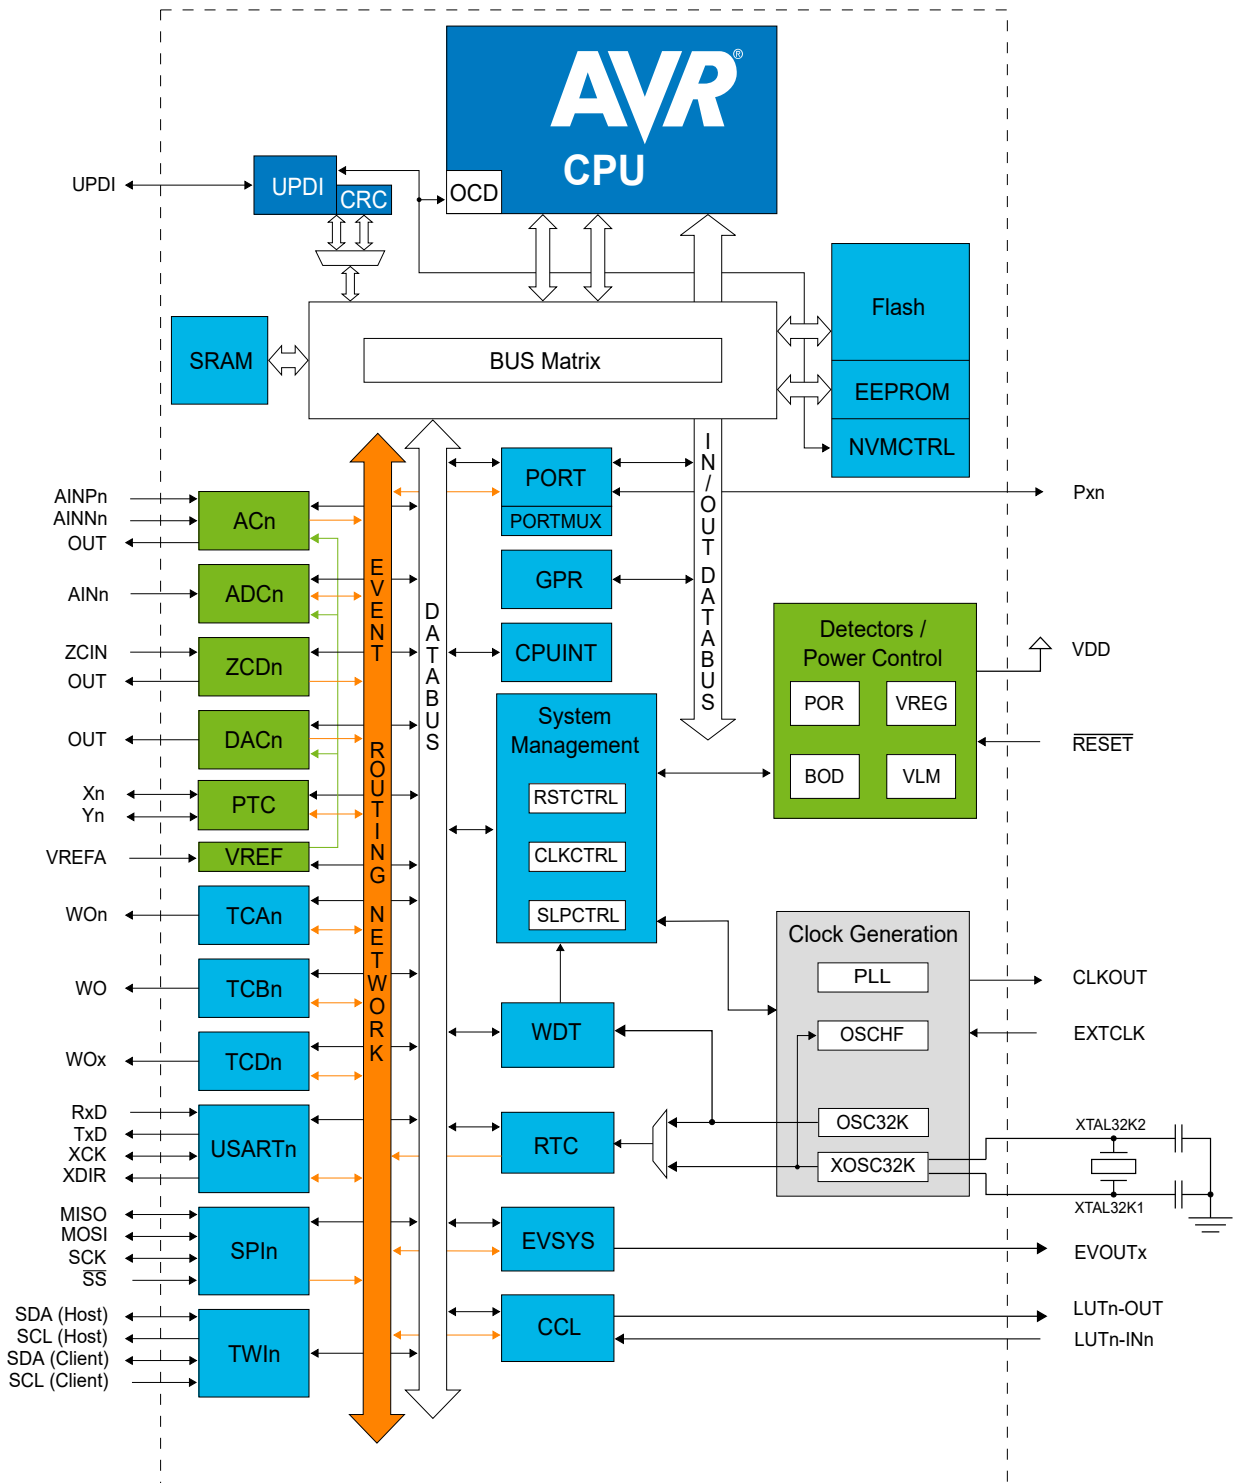 AVR®
CPU
OCD
UPDI
UPDI
CRC
Flash
SRAM
BUS Matrix
EEPROM
NVMCTRL
IN/OUT DATABUS
DATABUS
EVENT ROUTING NETWORK
PORT
PORTMUX
Pxn
GPR
CPUINT
AINPn
AINNn
OUT
ACn
AINn
ADCn
ZCIN
OUT
ZCDn
OUT
DACn
Xn
Yn
PTC
VREFA
VREF
WOn
TCAn
WO
TCBn
WOx
TCDn
RxD
TxD
XCK
XDIR
USARTn
MISO
MOSI
SCK
SS
SPIn
SDA (Host)
SCL (Host)
SDA (Client)
SCL (Client)
TWIn
System
Management
RSTCTRL
CLKCTRL
SLPCTRL
Detectors /
Power Control
POR
VREG
BOD
VLM
VDD
RESET
Clock Generation
PLL
OSCHF
OSC32K
XOSC32K
CLKOUT
EXTCLK
XTAL32K2
XTAL32K1
WDT
RTC
EVSYS
EVOUTx
CCL
LUTn-OUT
LUTn-INn